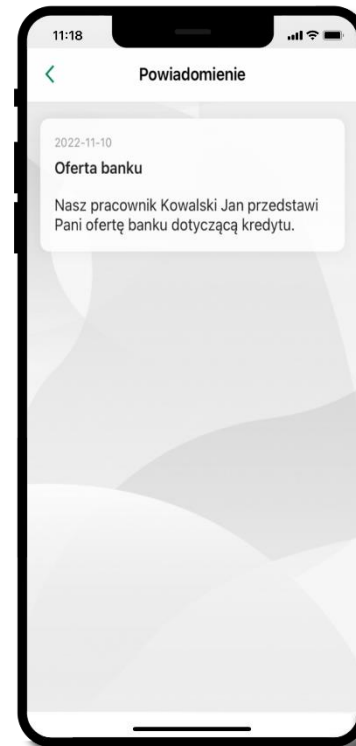 11:18
Powiadomienie
2022-11-10
Oferta banku
Nasz pracownik Kowalski Jan przedstawi
Pani ofertę banku dotyczącą kredytu.